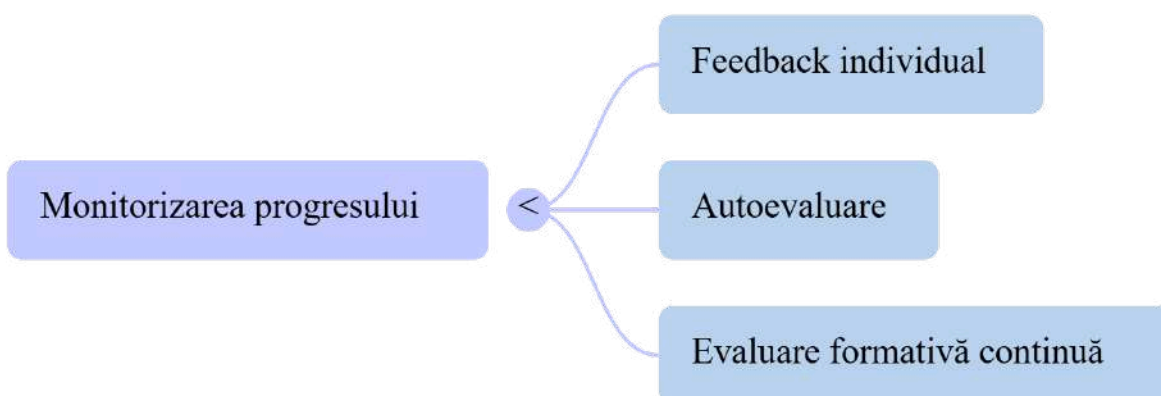 Feedback individual
Monitorizarea progresului
<
Autoevaluare
Evaluare formativă continuă